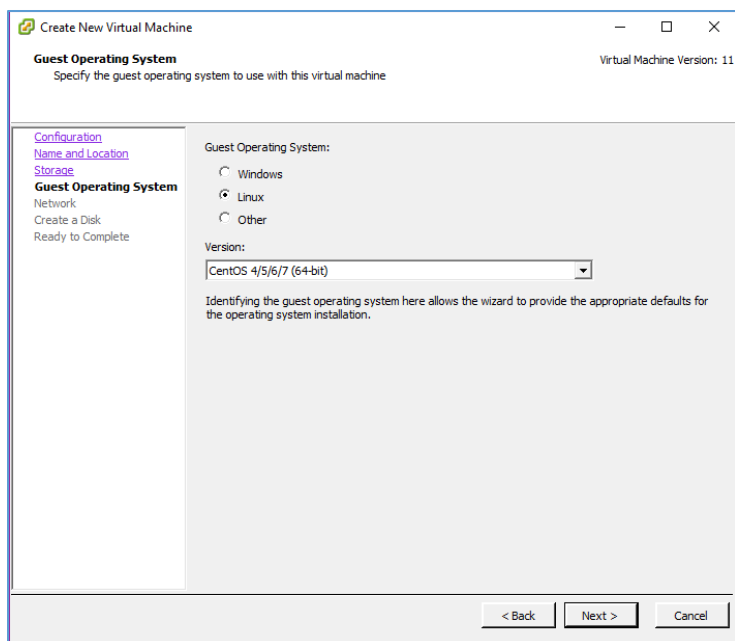 Create New Virtual Machine
Guest Operating System
Specify the guest operating system to use with this virtual machine
Virtual Machine Version: 11
Configuration
Name and Location
Storage
Guest Operating System
Network
Create a Disk
Ready to Complete
Guest Operating System:
Windows
Linux
Other
Version:
CentOS 4/5/6/7 (64-bit)
Identifying the guest operating system here allows the wizard to provide the appropriate defaults for
the operating system installation.
< Back
Next >
Cancel